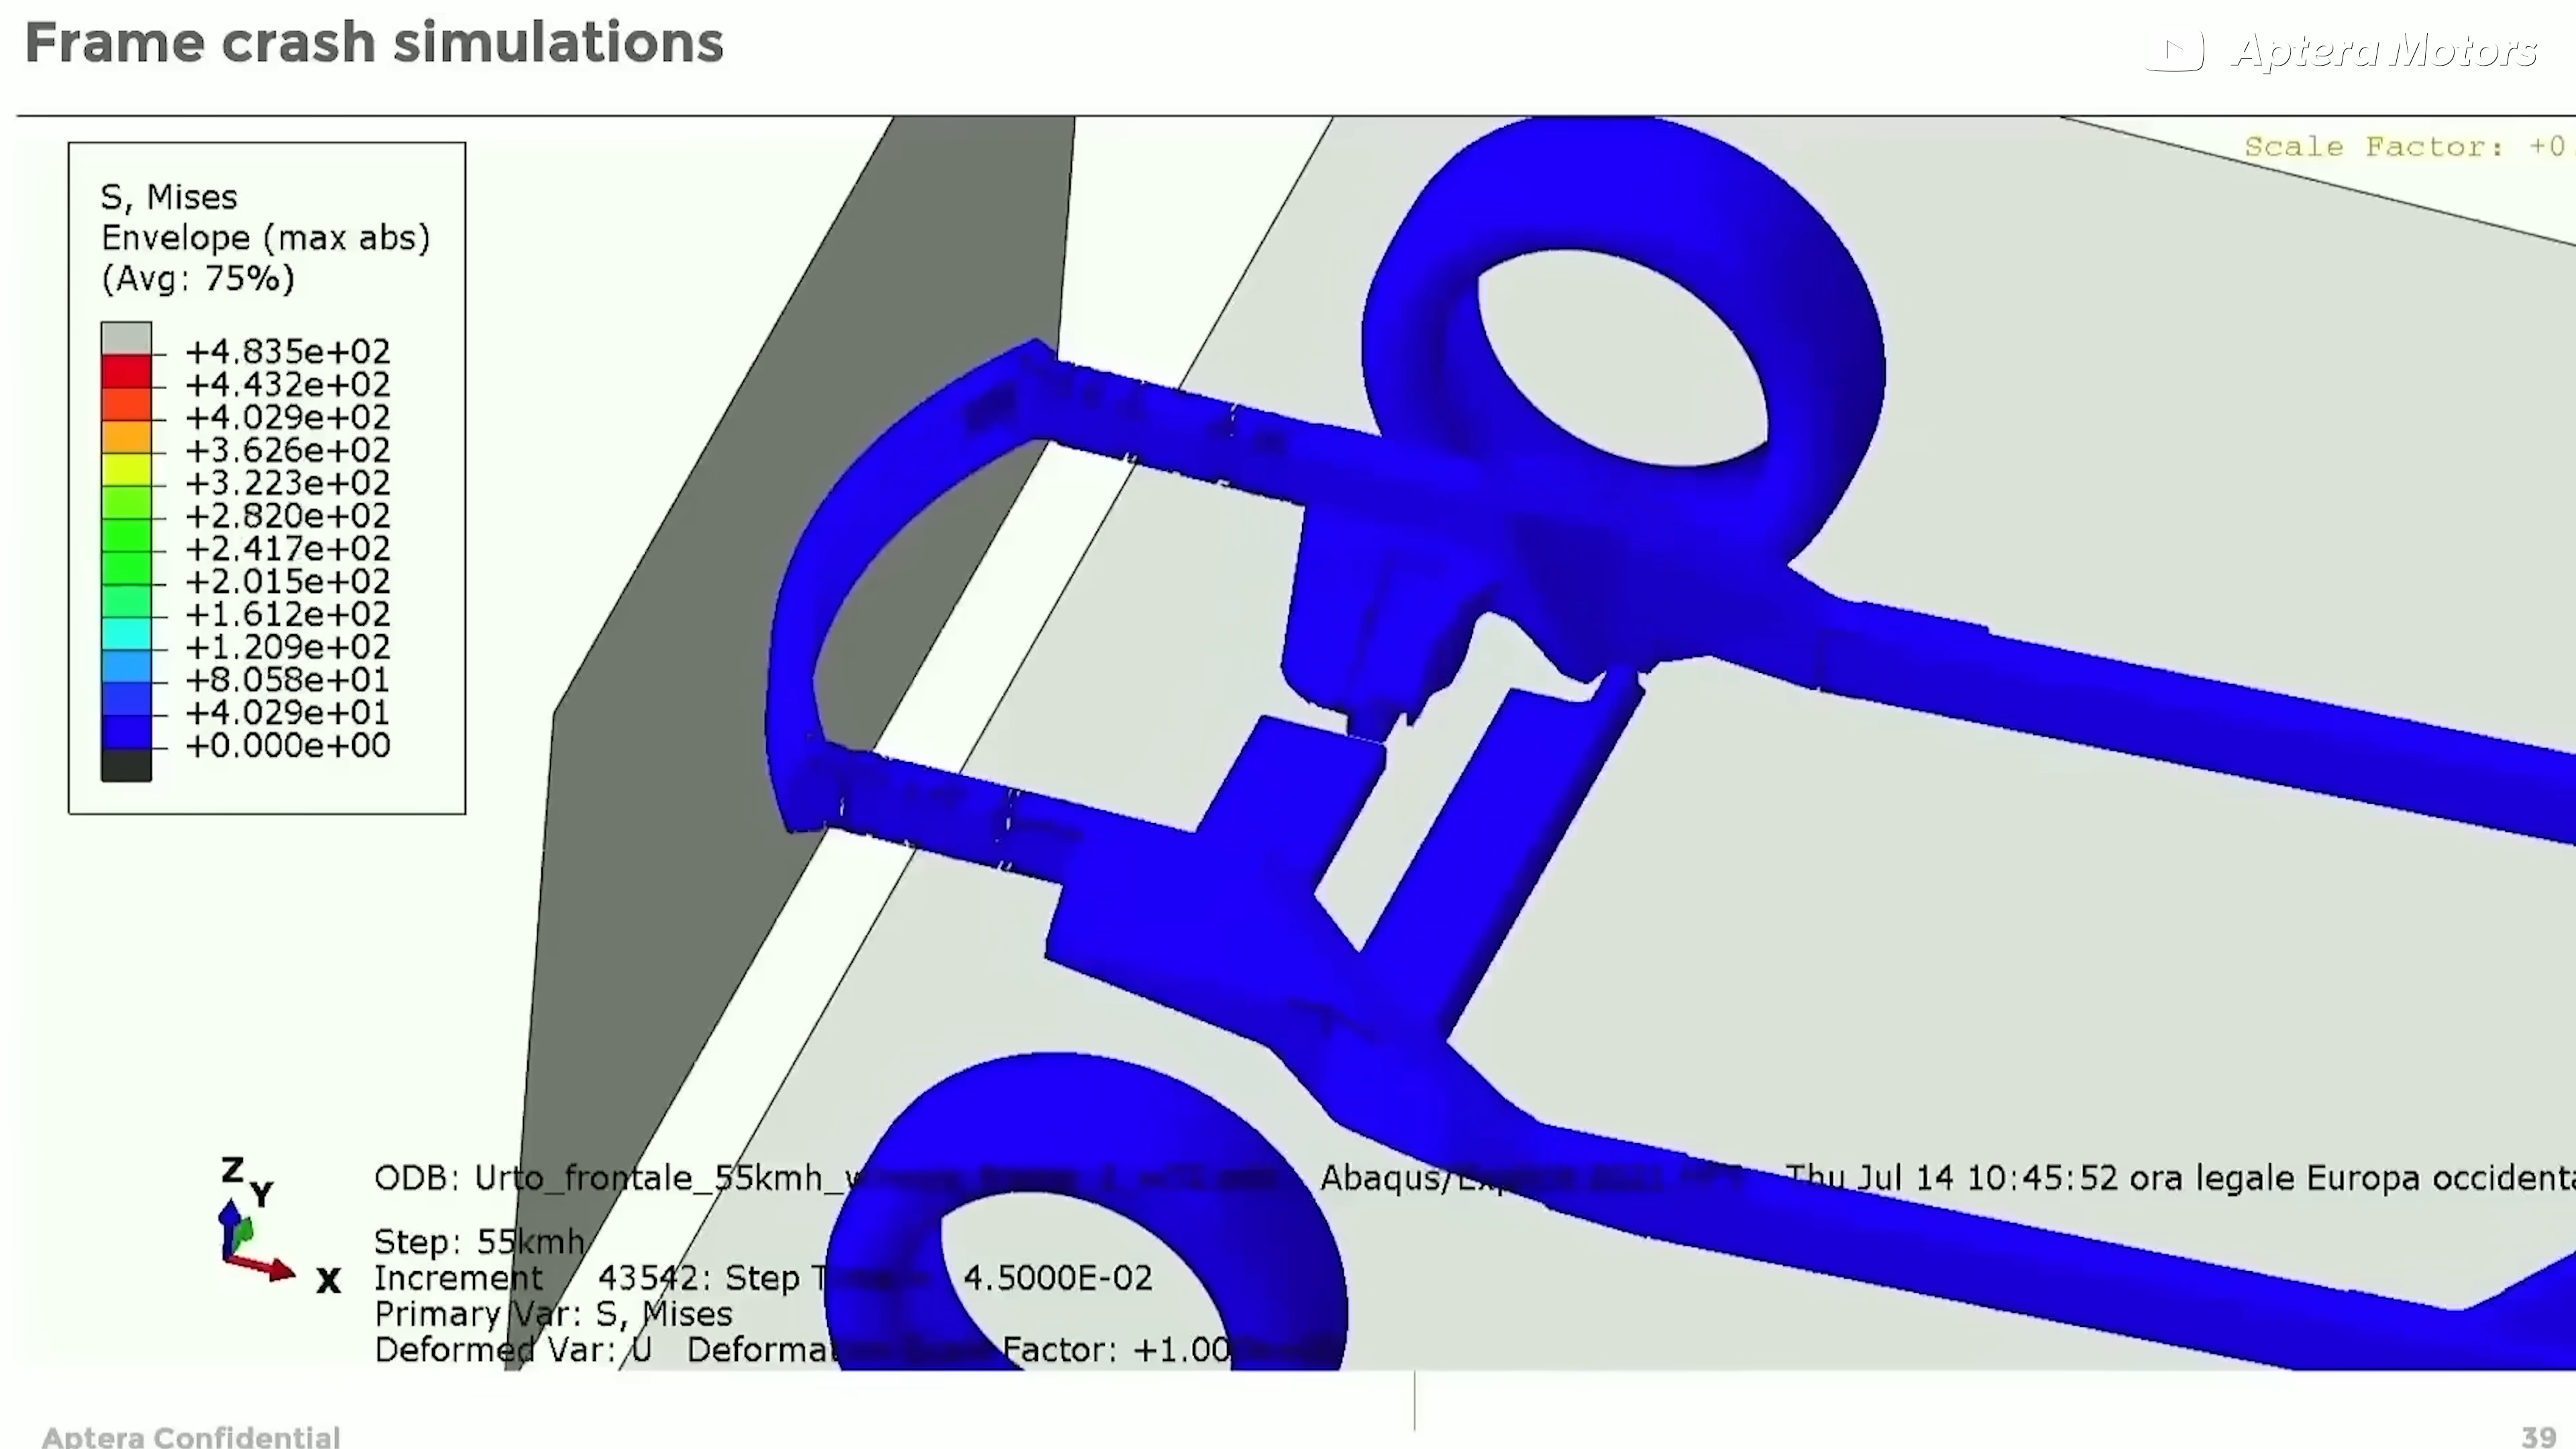 Frame crash simulations
Aptera Motors
Scale Factor: +0
S, Mises
Envelope (max abs)
(Avg: 75%)
+4.835e+02
+4.432e+02
+4.029e+02
+3.626e+02
+3.223e+02
+2.820e+02
+2.417e+02
+2.015e+02
+1.612e+02
+1.209e+02
+8.058e+01
+4.029e+01
+0.000e+00
Z
Y
X
ODB: Urto_frontale_55kmh_ Abaqus/ Thu Jul 14 10:45:52 ora legale Europa occident
Step: 55kmh
Increment 43542: Step 4.5000E-02
Primary Var: S, Mises
Deformed Var: U Factor: +1.00
Aptera Confidential
39